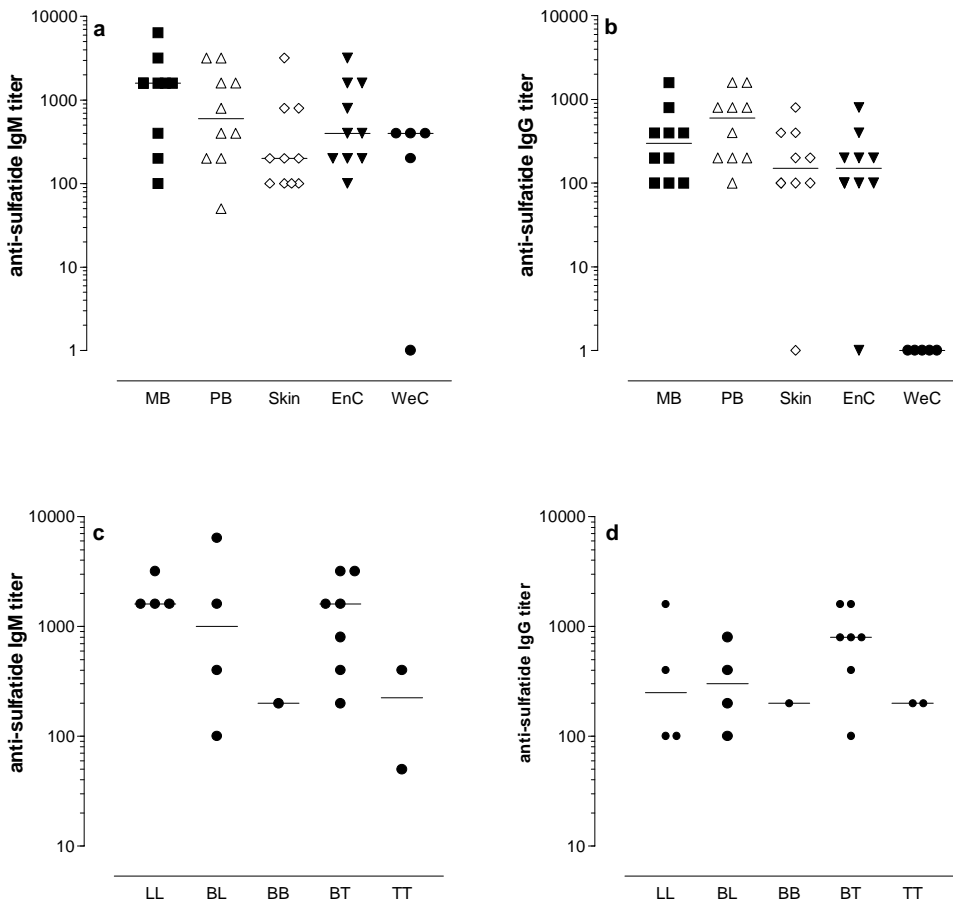 a
anti-sulfatide IgM titer
10000
1000
100
10
1
MB PB Skin EnC WeC
b
anti-sulfatide IgG titer
10000
1000
100
10
1
MB PB Skin EnC WeC
c
anti-sulfatide IgM titer
10000
1000
100
10
LL BL BB BT TT
d
anti-sulfatide IgG titer
10000
1000
100
10
LL BL BB BT TT